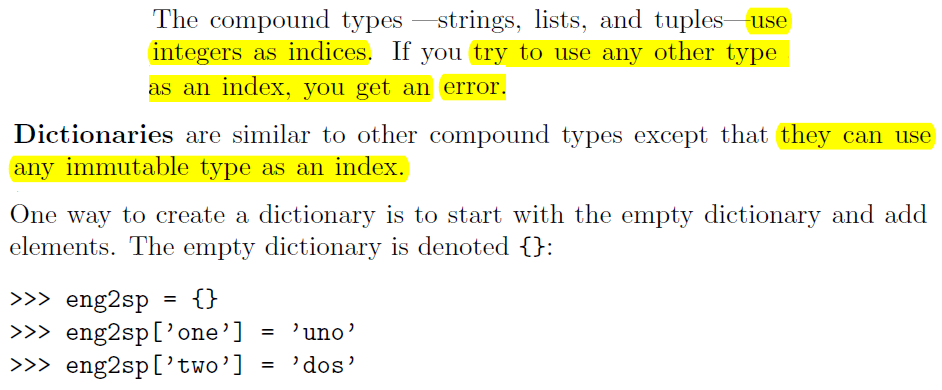 The compound types —strings, lists, and tuples—use
integers as indices. If you try to use any other type
as an index, you get an error.
Dictionaries are similar to other compound types except that they can use
any immutable type as an index.
One way to create a dictionary is to start with the empty dictionary and add
elements. The empty dictionary is denoted {}:
>>> eng2sp = {}
>>> eng2sp[’one’] = ’uno’
>>> eng2sp[’two’] = ’dos’